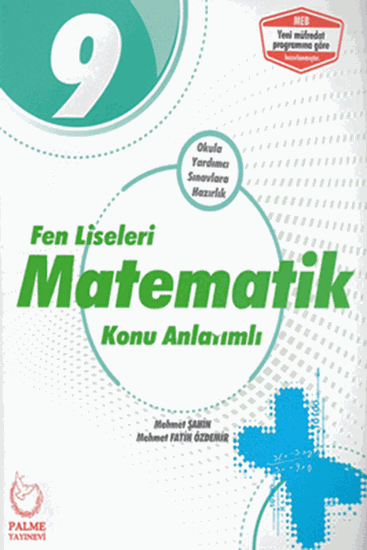 9
MEB
Yeni müfredat
programına göre
hazırlanmıştır.
Okula
Yardımcı
Sınavlara
Hazırlık
Fen Liseleri
Matematik
Konu Anlatımlı
Mehmet ŞAHİN
Mehmet FATİH ÖZDEMİR
PALME
YAYINEVİ